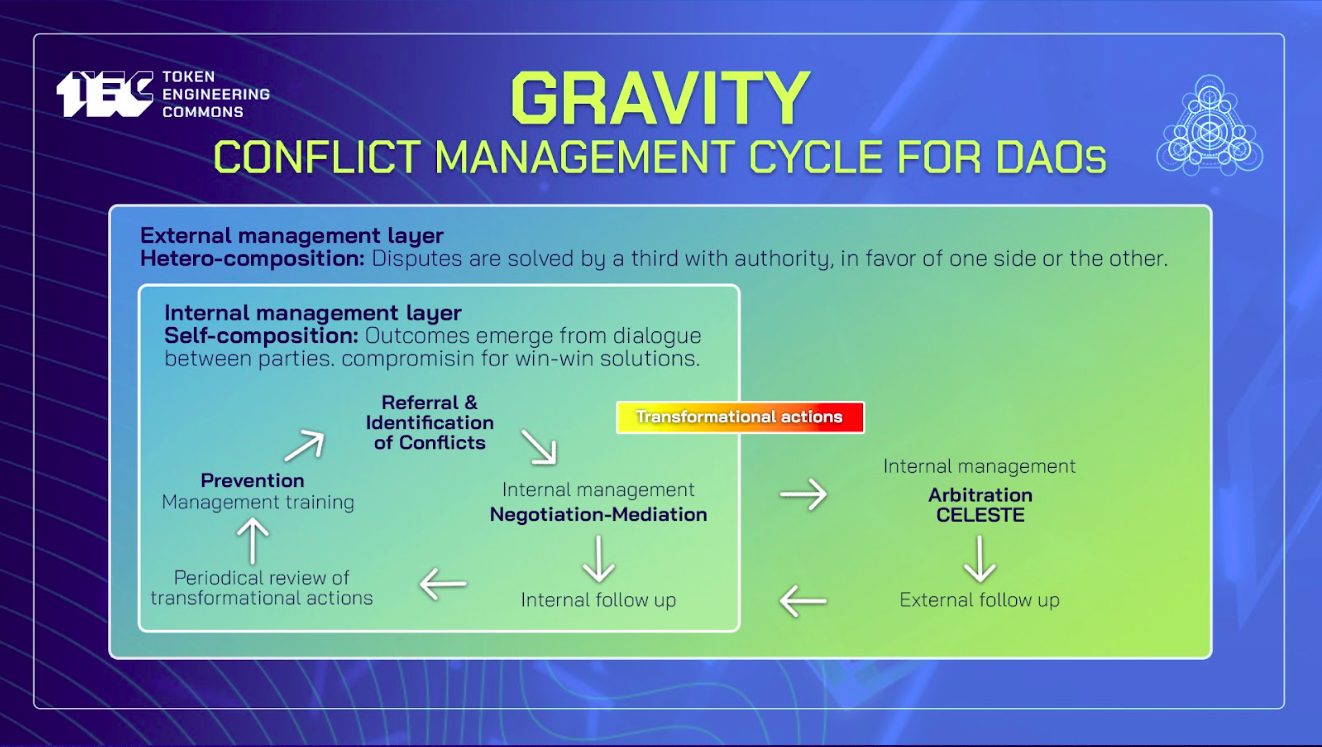 TEC
TOKEN
ENGINEERING
COMMONS
GRAVITY
CONFLICT MANAGEMENT CYCLE FOR DAOs
External management layer
Hetero-composition: Disputes are solved by a third with authority, in favor of one side or the other.
Internal management layer
Self-composition: Outcomes emerge from dialogue
between parties. compromisin for win-win solutions.
Referral &
Identification
of Conflicts
Transformational actions
Prevention
Management training
Internal management
Negotiation-Mediation
Internal management
Arbitration
CELESTE
Periodical review of
transformational actions
Internal follow up
External follow up